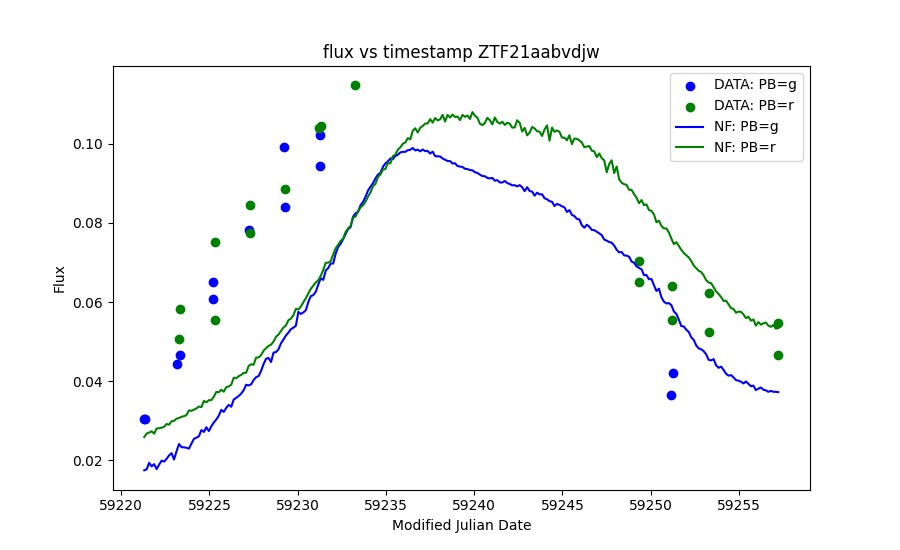 flux vs timestamp ZTF21aabvdjw
DATA: PB=g
DATA: PB=r
NF: PB=g
NF: PB=r
Flux
0.10
0.08
0.06
0.04
0.02
59220 59225 59230 59235 59240 59245 59250 59255
Modified Julian Date